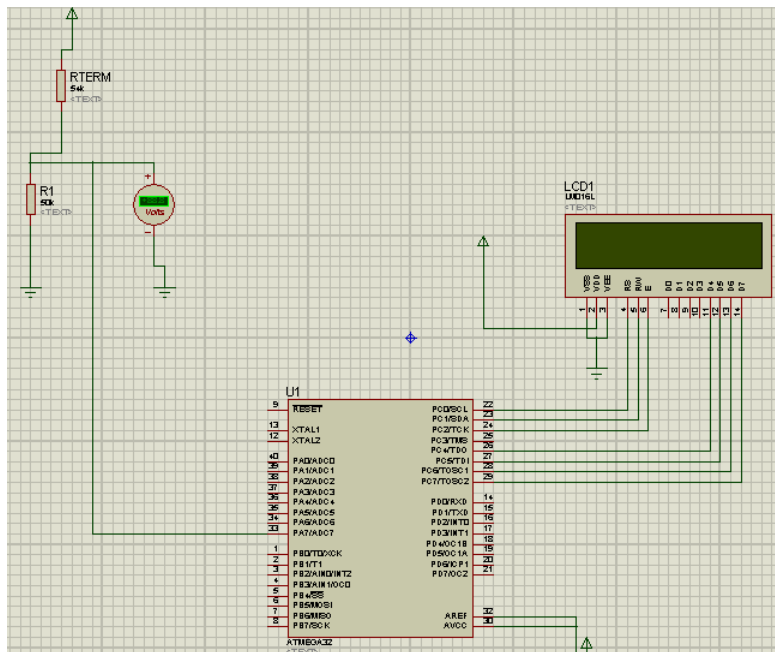 RTERM
54k
<TEXT>
R1
50k
<TEXT>
+
Volts
LCD1
LM016L
<TEXT>
VSS VDD VEE RS RW E D0 D1 D2 D3 D4 D5 D6 D7
1 2 3 4 5 6 7 8 9 10 11 12 13 14
U1
9 RESET PC0/SCL 22
PC1/SDA 23
13 XTAL1 PC2/TCK 24
12 XTAL2 PC3/TMS 25
PC4/TDO 26
40 PA0/ADC0 PC5/TDI 27
39 PA1/ADC1 PC6/TOSC1 28
38 PA2/ADC2 PC7/TOSC2 29
37 PA3/ADC3
36 PA4/ADC4 PD0/RXD 14
35 PA5/ADC5 PD1/TXD 15
34 PA6/ADC6 PD2/INT0 16
33 PA7/ADC7 PD3/INT1 17
PD4/OC1B 18
1 PB0/T0/XCK PD5/OC1A 19
2 PB1/T1 PD6/ICP1 20
3 PB2/AIN0/INT2 PD7/OC2 21
4 PB3/AIN1/OC0
5 PB4/SS
6 PB5/MOSI
7 PB6/MISO AREF 32
8 PB7/SCK AVCC 30
ATMEGA32
<TEXT>